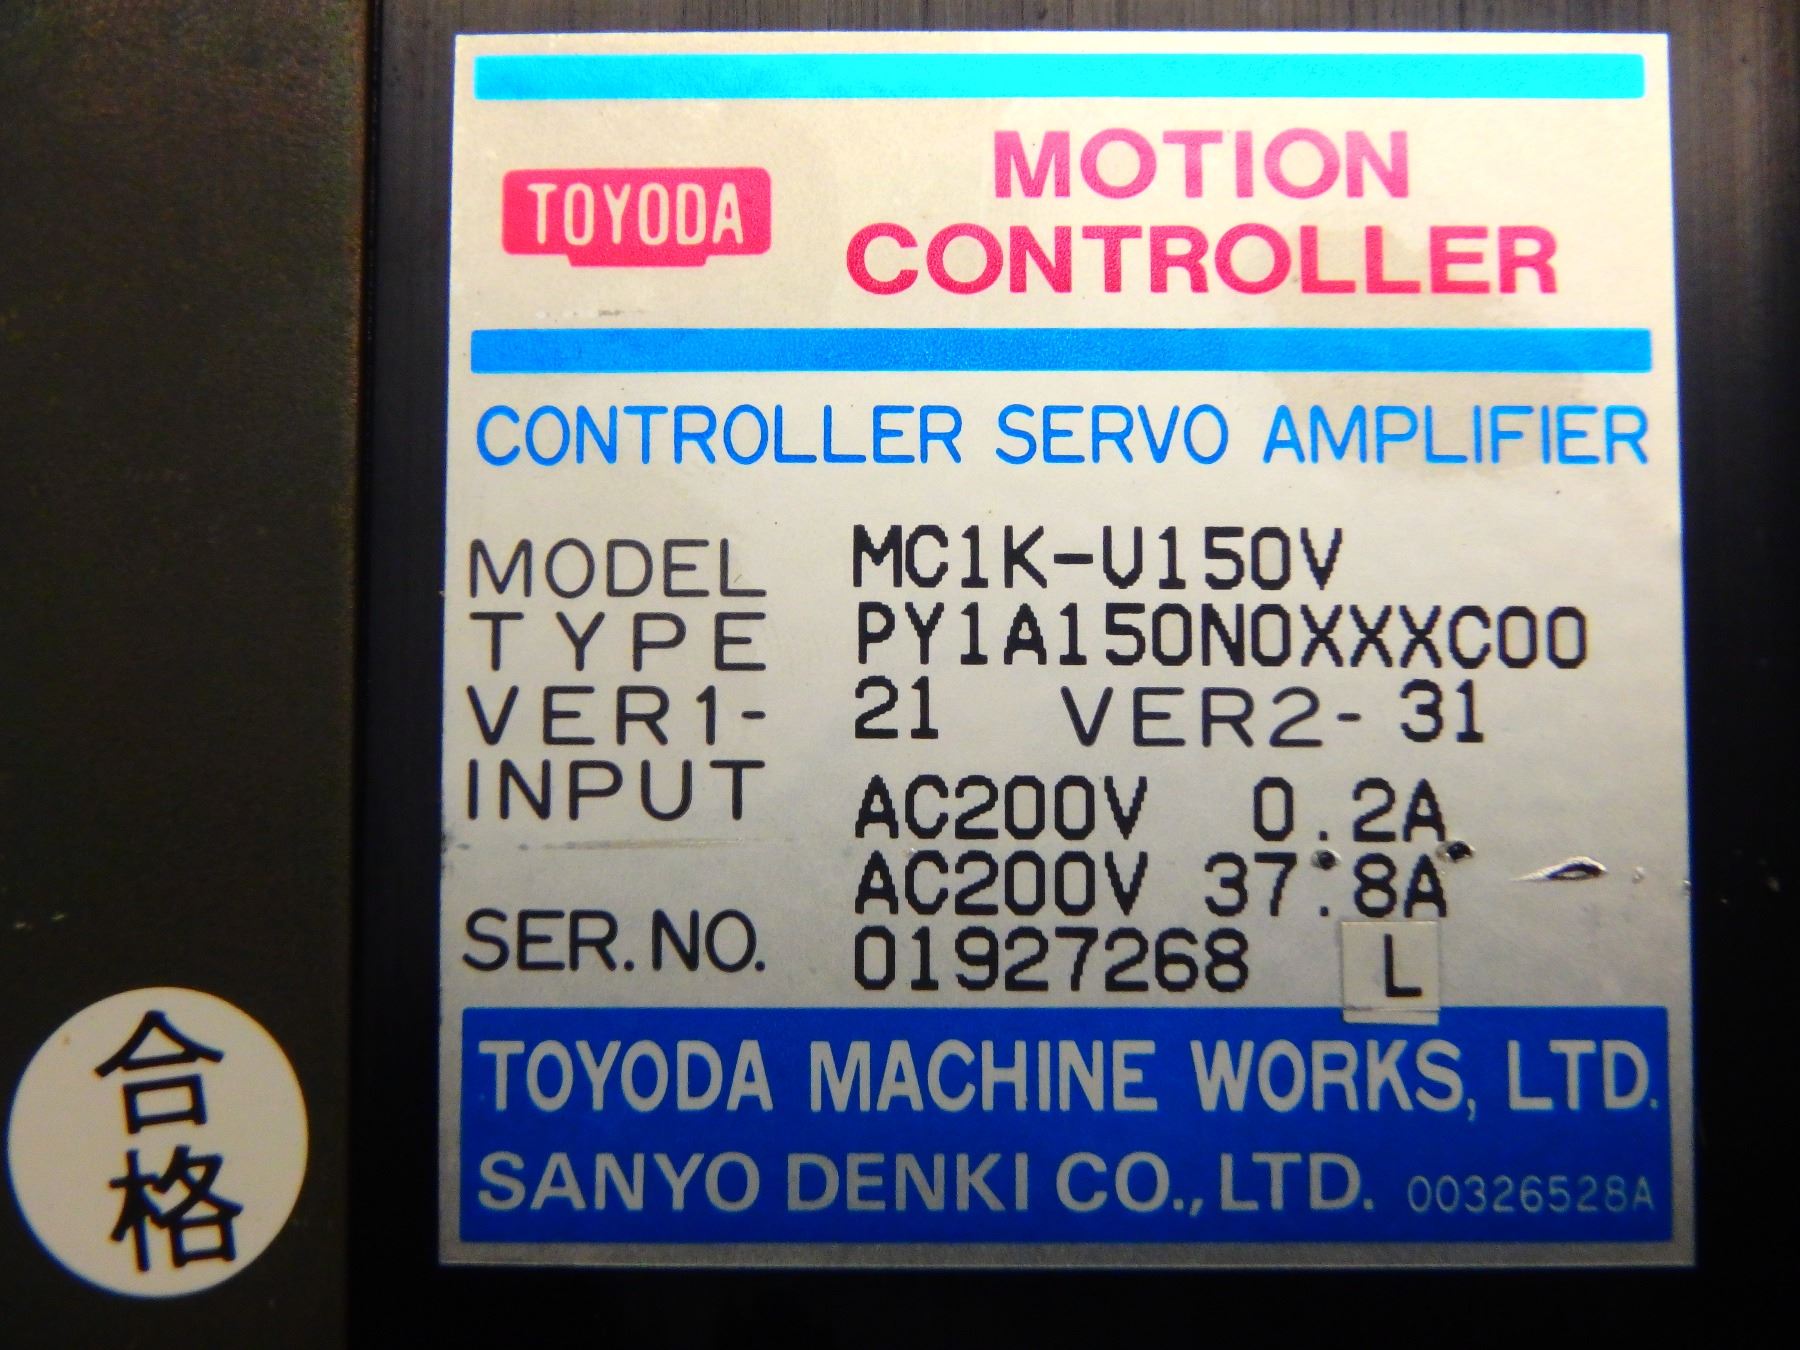 TOYODA
MOTION
CONTROLLER
CONTROLLER SERVO AMPLIFIER
MODEL MC1K-U150V
TYPE PY1A150N0XXXC00
VER1- 21 VER2- 31
INPUT AC200V 0.2A
AC200V 37.8A
SER.NO. 01927268 L
TOYODA MACHINE WORKS, LTD.
SANYO DENKI CO., LTD. 00326528A
合格